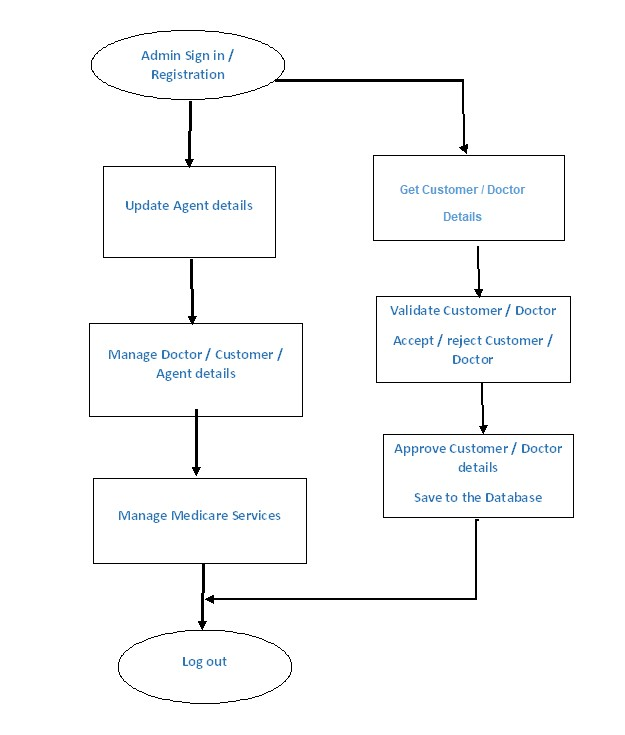 Admin Sign in /
Registration
Update Agent details
Manage Doctor / Customer /
Agent details
Manage Medicare Services
Get Customer / Doctor
Details
Validate Customer / Doctor
Accept / reject Customer /
Doctor
Approve Customer / Doctor
details
Save to the Database
Log out